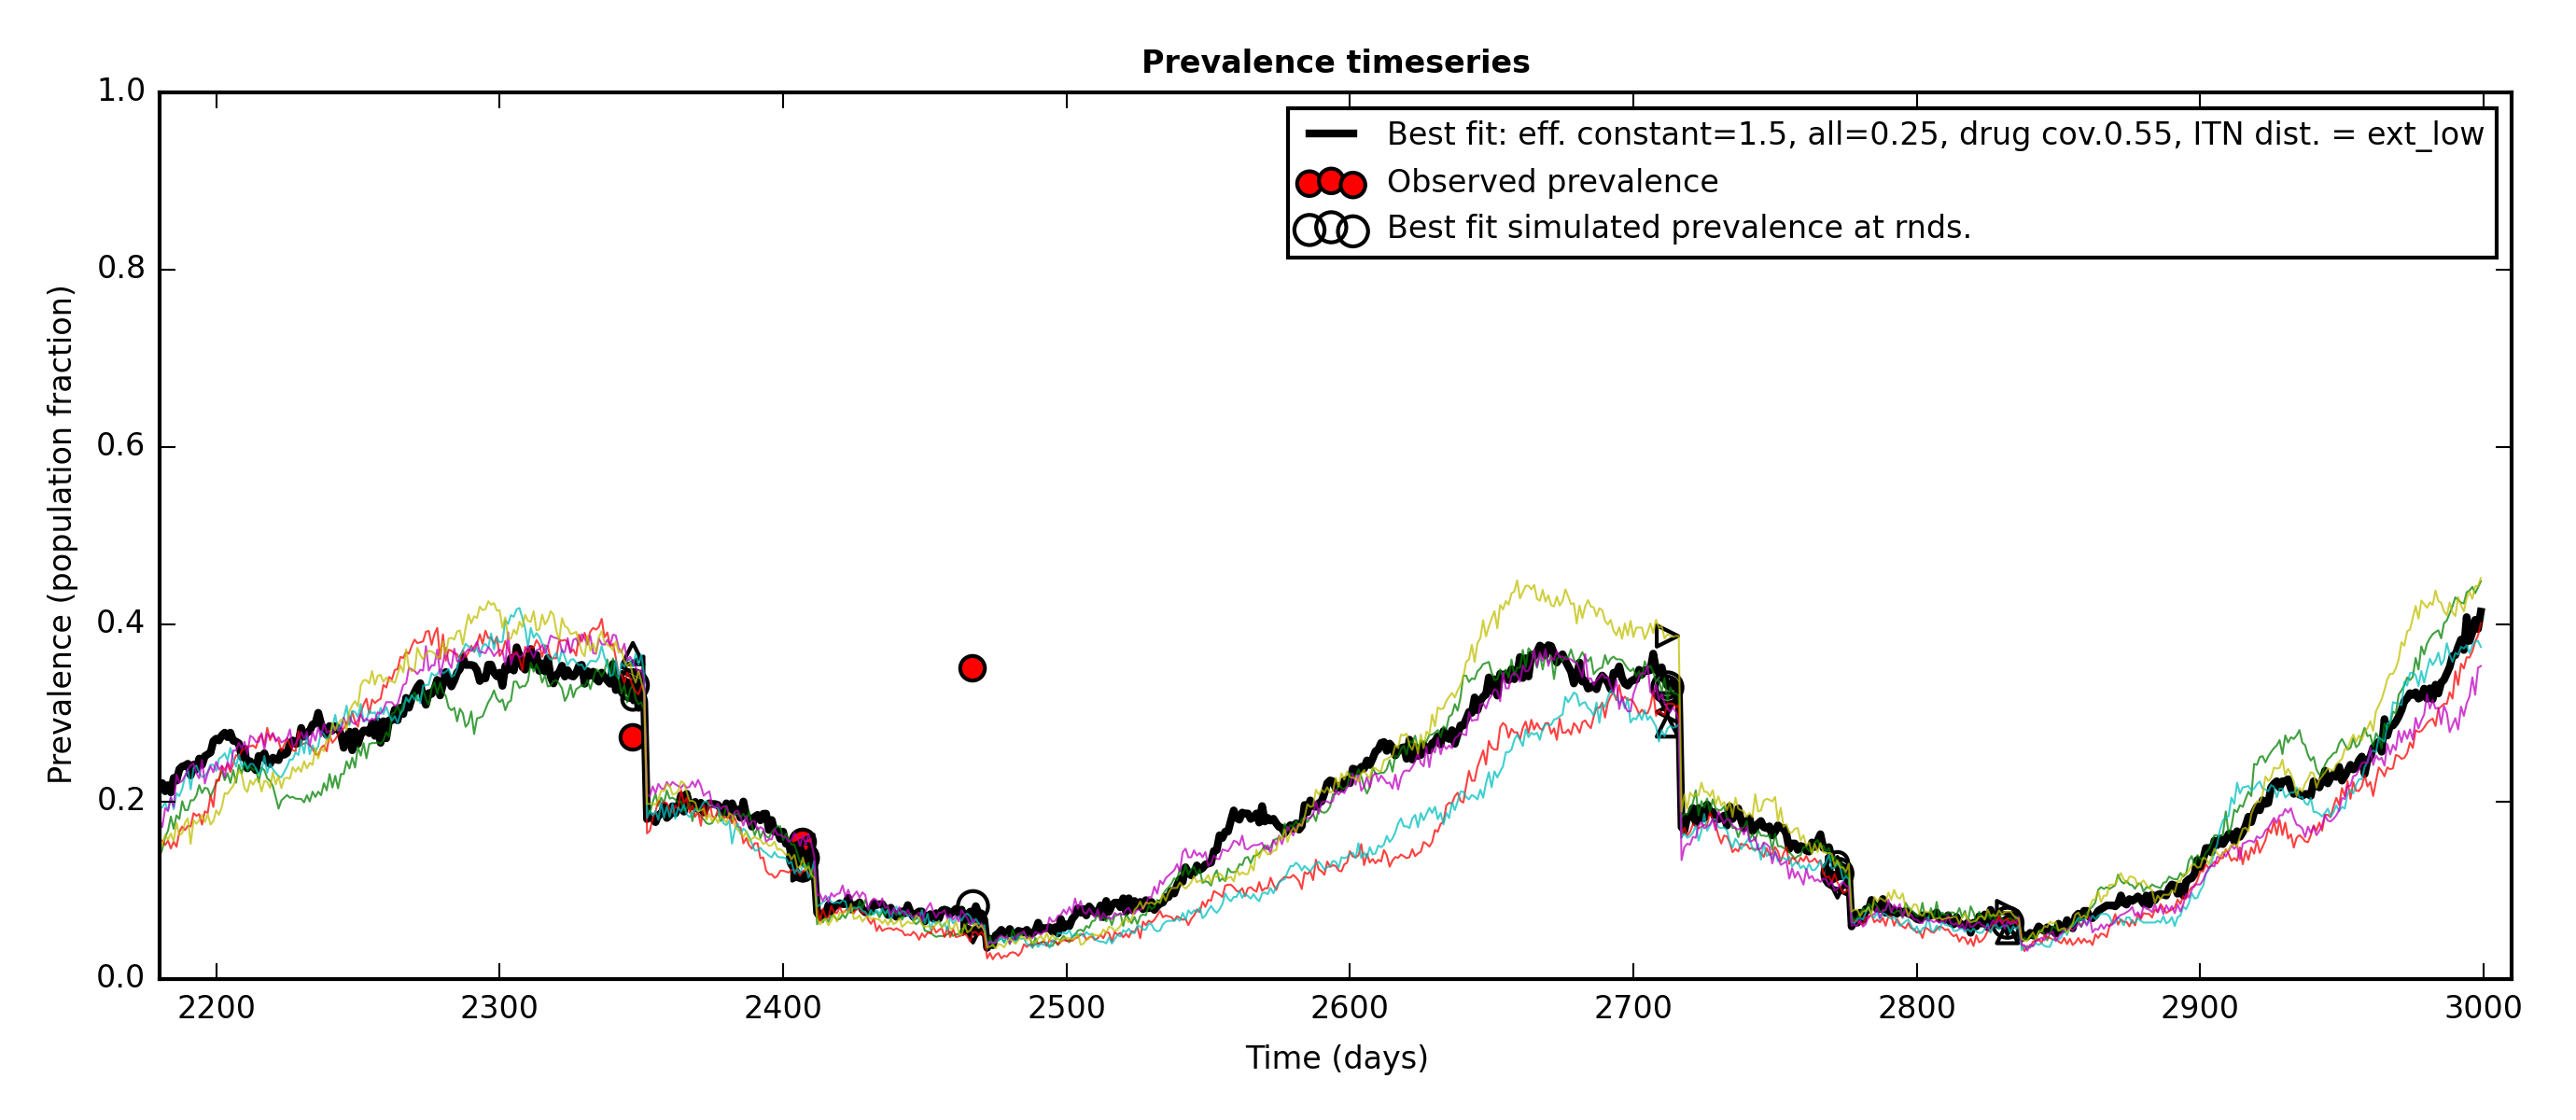 Prevalence timeseries
Best fit: eff. constant=1.5, all=0.25, drug cov.0.55, ITN dist. = ext_low
Observed prevalence
Best fit simulated prevalence at rnds.
Prevalence (population fraction)
1.0
0.8
0.6
0.4
0.2
0.0
2200 2300 2400 2500 2600 2700 2800 2900 3000
Time (days)